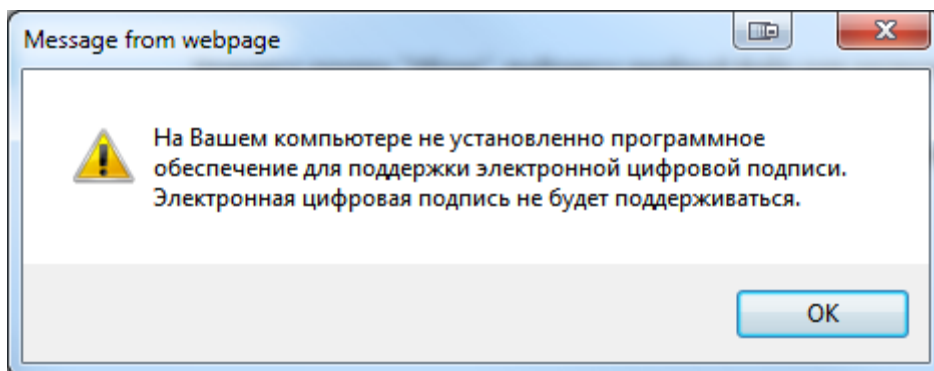 Message from webpage
На Вашем компьютере не установленно программное
обеспечение для поддержки электронной цифровой подписи.
Электронная цифровая подпись не будет поддерживаться.
OK